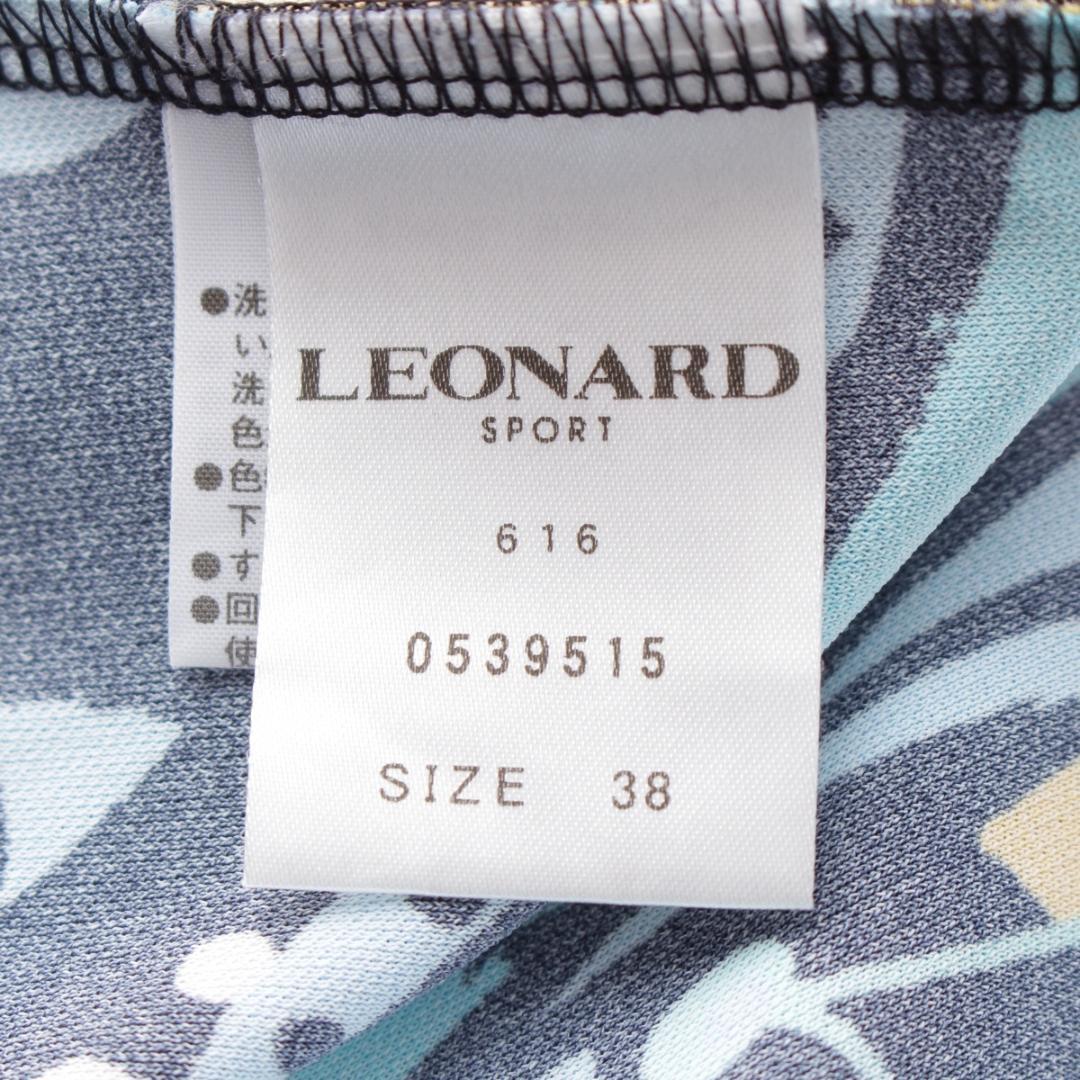 LEONARD
SPORT
616
0539515
SIZE 38
●洗
い
洗
色
●色
下
●す
●回
使